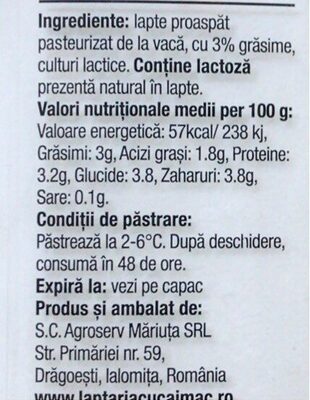 Ingrediente: lapte proaspăt
pasteurizat de la vacă, cu 3% grăsime,
culturi lactice. Conține lactoză
prezentă natural în lapte.
Valori nutriționale medii per 100 g:
Valoare energetică: 57kcal/ 238 kj,
Grăsimi: 3g, Acizi grași: 1.8g, Proteine:
3.2g, Glucide: 3.8, Zaharuri: 3.8g,
Sare: 0.1g.
Condiții de păstrare:
Păstrează la 2-6°C. După deschidere,
consumă în 48 de ore.
Expiră la: vezi pe capac
Produs și ambalat de:
S.C. Agroserv Măriuța SRL
Str. Primăriei nr. 59,
Drăgoești, Ialomița, România
www.laptariacucaimac.ro